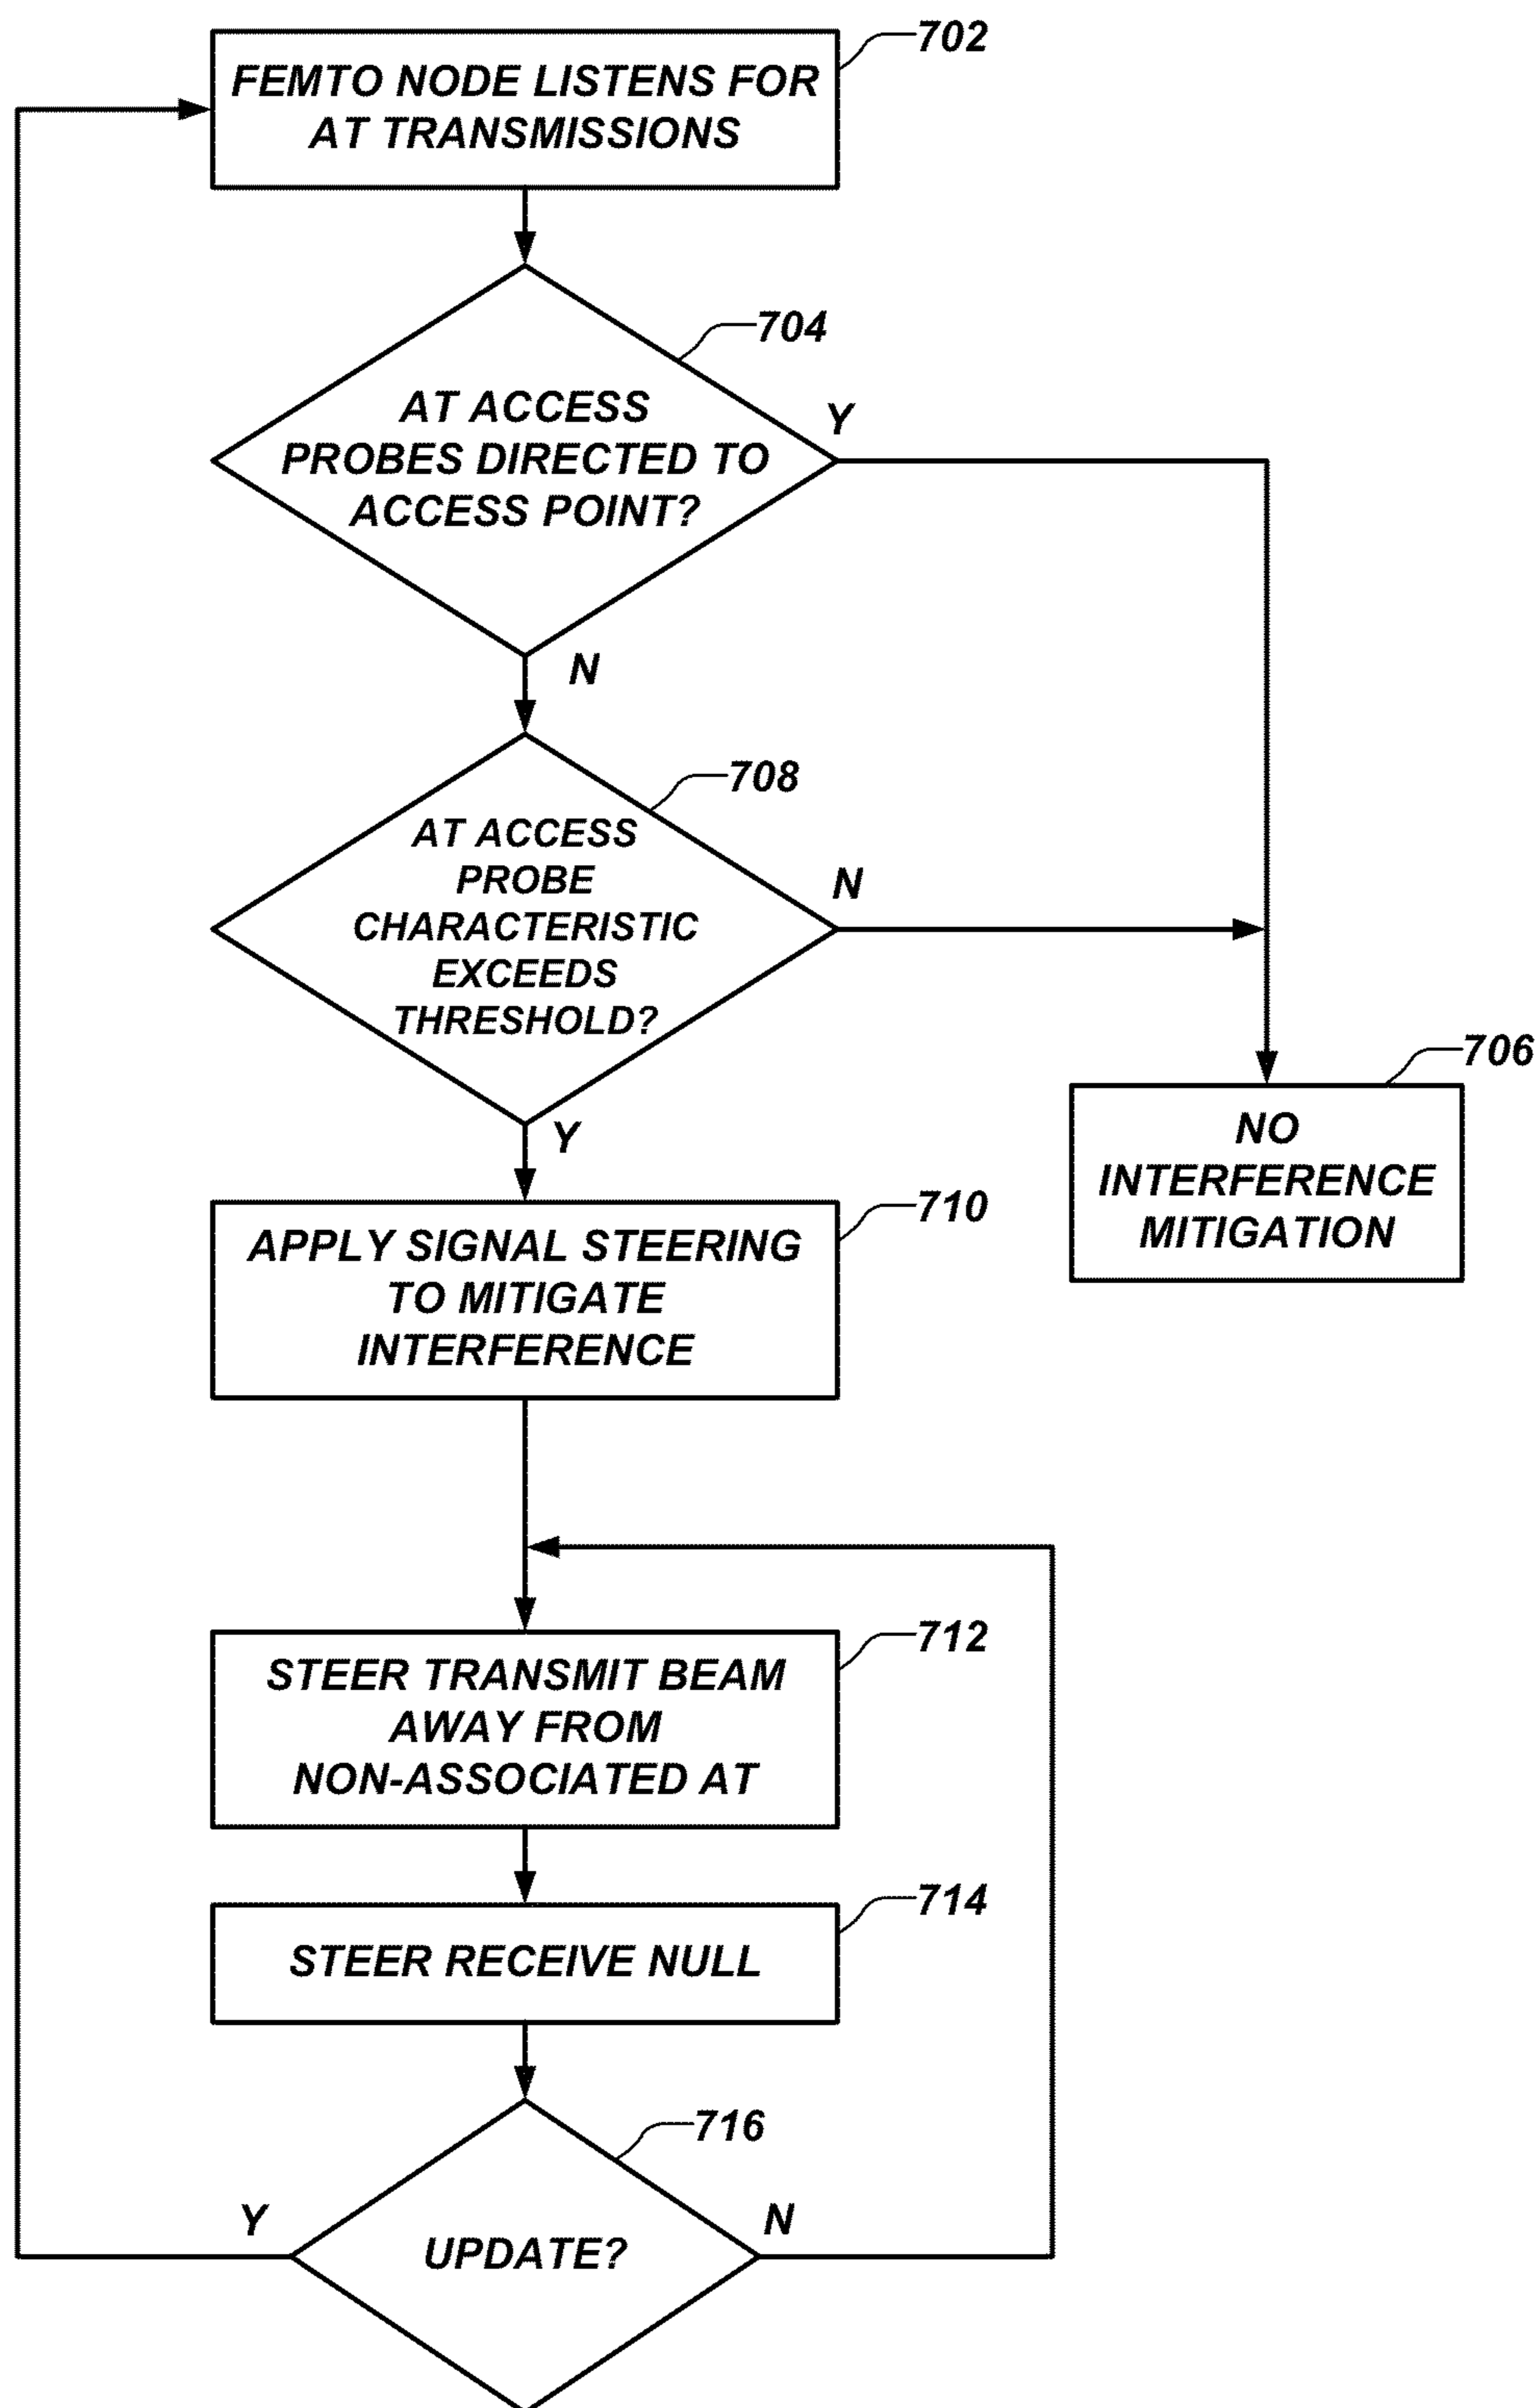 702
FEMTO NODE LISTENS FOR
AT TRANSMISSIONS
704
AT ACCESS
PROBES DIRECTED TO
ACCESS POINT?
Y
N
708
AT ACCESS
PROBE
CHARACTERISTIC
EXCEEDS
THRESHOLD?
N
Y
706
NO
INTERFERENCE
MITIGATION
710
APPLY SIGNAL STEERING
TO MITIGATE
INTERFERENCE
712
STEER TRANSMIT BEAM
AWAY FROM
NON-ASSOCIATED AT
714
STEER RECEIVE NULL
716
Y
N
UPDATE?